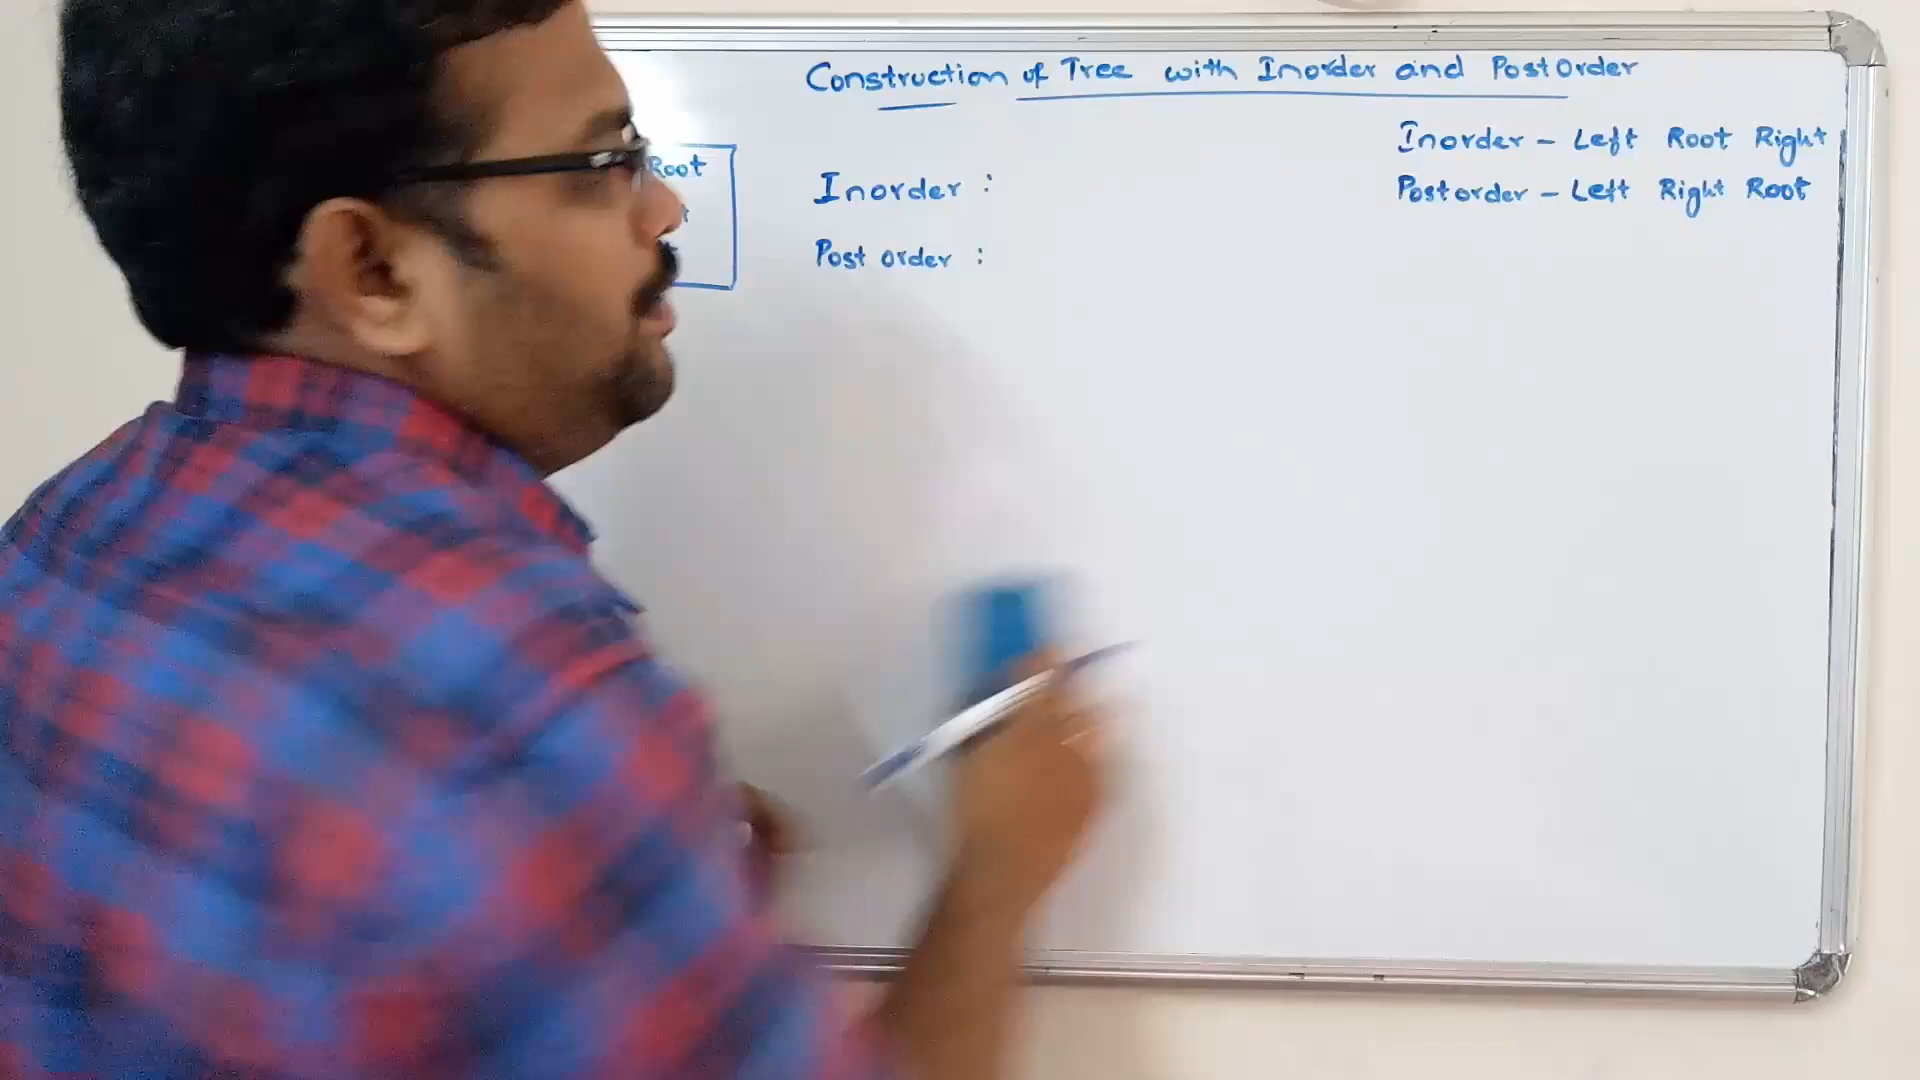 Construction of Tree with Inorder and PostOrder
Inorder - Left Root Right
Postorder - Left Right Root
Root
Inorder :
Post order :